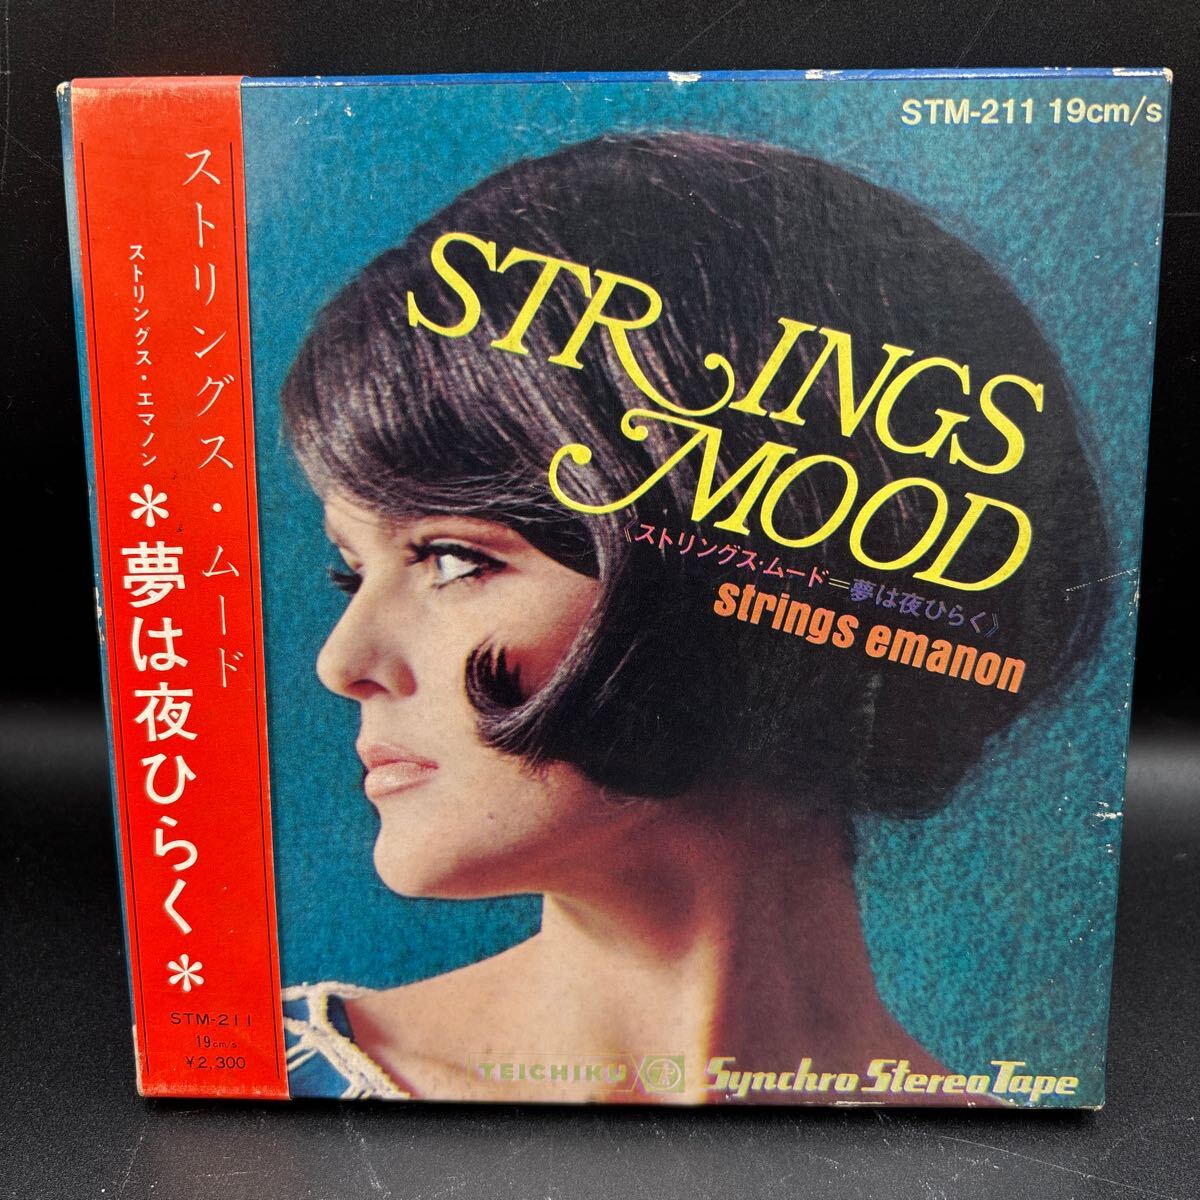 ストリングス・ムード
ストリングス・エマノン
*夢は夜ひらく*
STM-211
19cm/s
¥2,300
STM-211 19cm/s
STRINGS
MOOD
《ストリングス・ムード=夢は夜ひらく》
strings emanon
TEICHIKU
Synchro Stereo Tape